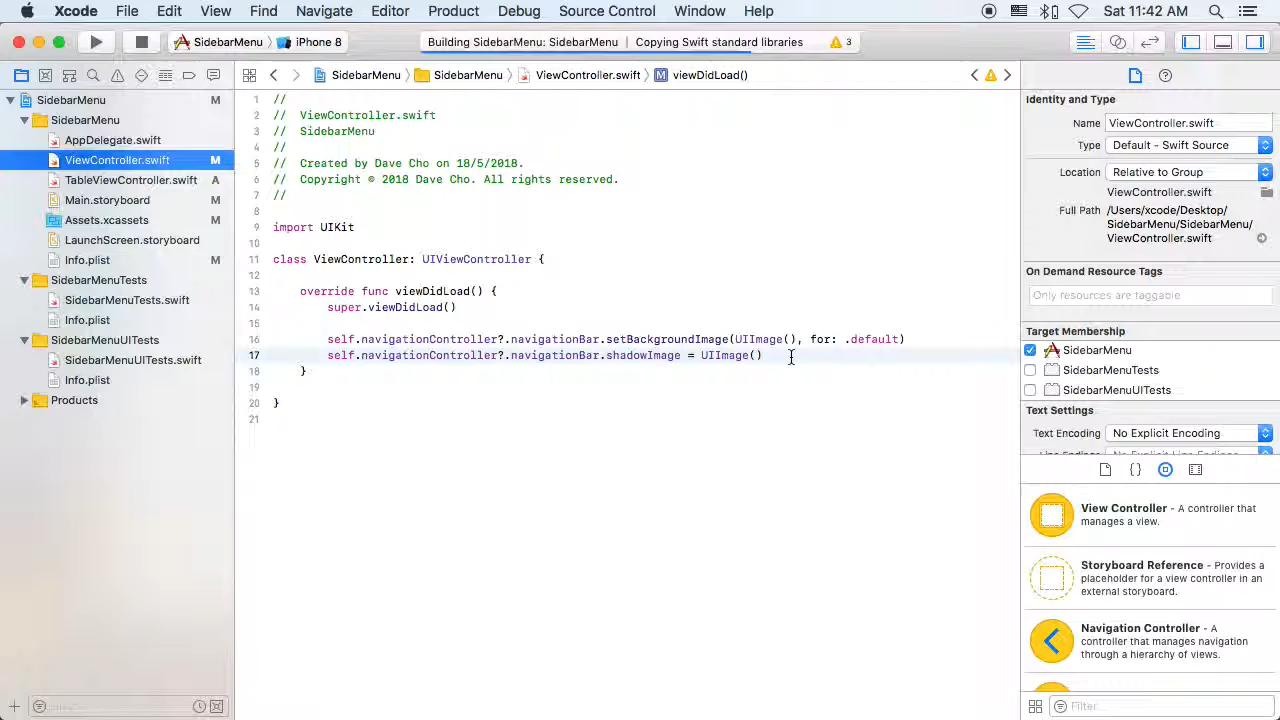 Xcode File Edit View Find Navigate Editor Product Debug Source Control Window Help Sat 11:42 AM
SidebarMenu iPhone 8 Building SidebarMenu: SidebarMenu | Copying Swift standard libraries 3
SidebarMenu SidebarMenu ViewController.swift M viewDidLoad()
SidebarMenu M
SidebarMenu
AppDelegate.swift
ViewController.swift M
TableViewController.swift A
Main.storyboard M
Assets.xcassets M
LaunchScreen.storyboard
Info.plist M
SidebarMenuTests
SidebarMenuTests.swift
Info.plist
SidebarMenuUITests
SidebarMenuUITests.swift
Info.plist
Products
1 //
2 // ViewController.swift
3 // SidebarMenu
4 //
5 // Created by Dave Cho on 18/5/2018.
6 // Copyright © 2018 Dave Cho. All rights reserved.
7 //
8
9 import UIKit
10
11 class ViewController: UIViewController {
12
13 override func viewDidLoad() {
14 super.viewDidLoad()
15
16 self.navigationController?.navigationBar.setBackgroundImage(UIImage(), for: .default)
17 self.navigationController?.navigationBar.shadowImage = UIImage()
18 }
19
20 }
21
Identity and Type
Name ViewController.swift
Type Default - Swift Source
Location Relative to Group
ViewController.swift
Full Path /Users/xcode/Desktop/
SidebarMenu/SidebarMenu/
ViewController.swift
On Demand Resource Tags
Only resources are taggable
Target Membership
SidebarMenu
SidebarMenuTests
SidebarMenuUITests
Text Settings
Text Encoding No Explicit Encoding
{}
View Controller - A controller that
manages a view.
Storyboard Reference - Provides a
placeholder for a view controller in an
external storyboard.
Navigation Controller - A
controller that manages navigation
through a hierarchy of views.
Filter